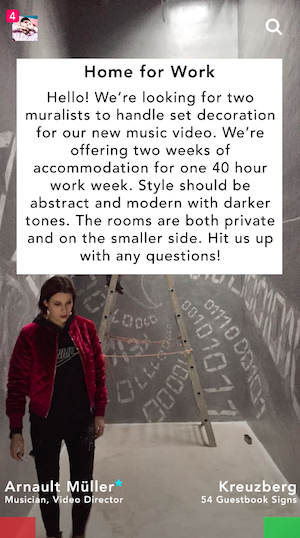 4
Home for Work
Hello! We're looking for two
muralists to handle set decoration
for our new music video. We're
offering two weeks of
accommodation for one 40 hour
work week. Style should be
abstract and modern with darker
tones. The rooms are both private
and on the smaller side. Hit us up
with any questions!
Arnault Müller*
Musician, Video Director
Kreuzberg
54 Guestbook Signs